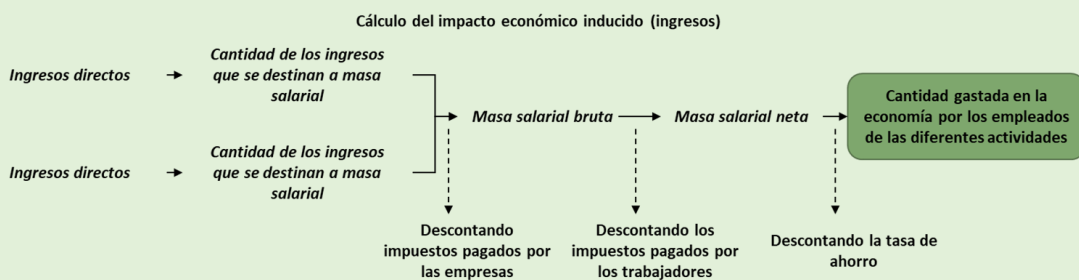 Cálculo del impacto económico inducido (ingresos)
Ingresos directos
Cantidad de los ingresos
que se destinan a masa
salarial
Ingresos directos
Cantidad de los ingresos
que se destinan a masa
salarial
Masa salarial bruta
Masa salarial neta
Cantidad gastada en la
economía por los empleados
de las diferentes actividades
Descontando
impuestos pagados por
las empresas
Descontando los
impuestos pagados por
los trabajadores
Descontando la tasa de
ahorro